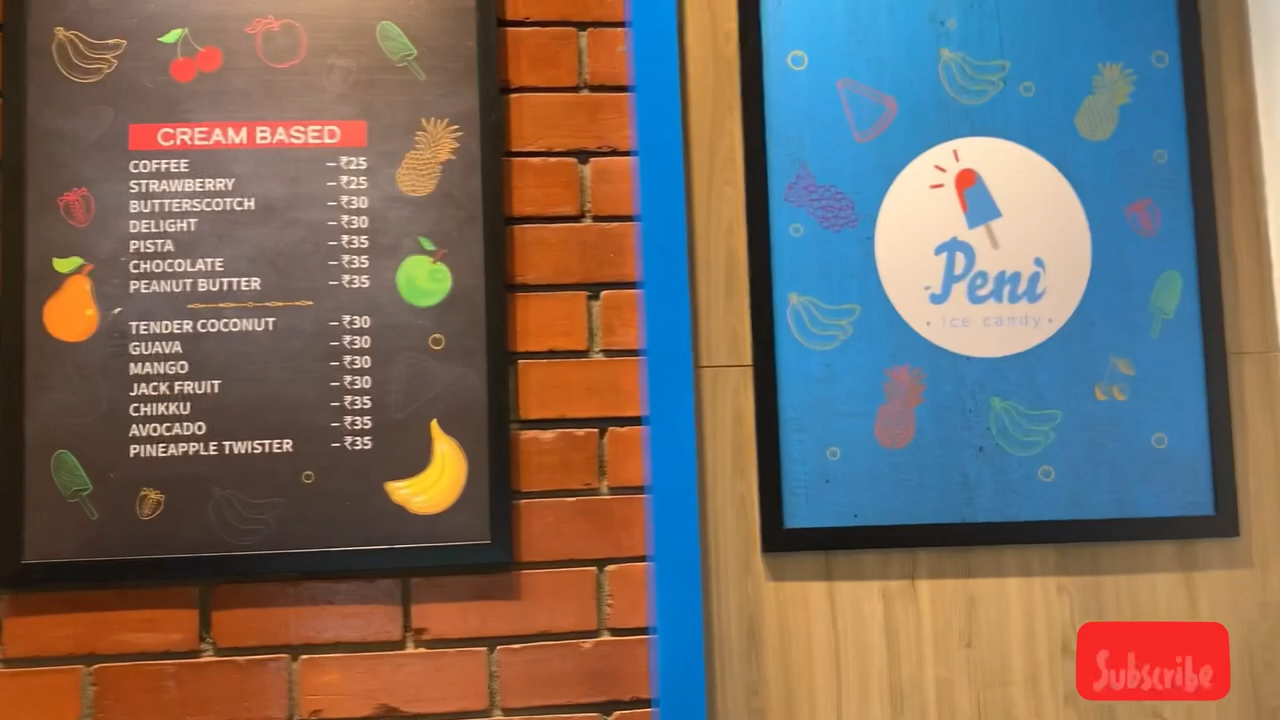 CREAM BASED
COFFEE – ₹25
STRAWBERRY – ₹25
BUTTERSCOTCH – ₹30
DELIGHT – ₹30
PISTA – ₹35
CHOCOLATE – ₹35
PEANUT BUTTER – ₹35
TENDER COCONUT – ₹30
GUAVA – ₹30
MANGO – ₹30
JACK FRUIT – ₹30
CHIKKU – ₹35
AVOCADO – ₹35
PINEAPPLE TWISTER – ₹35
Peni
• ice candy •
Subscribe